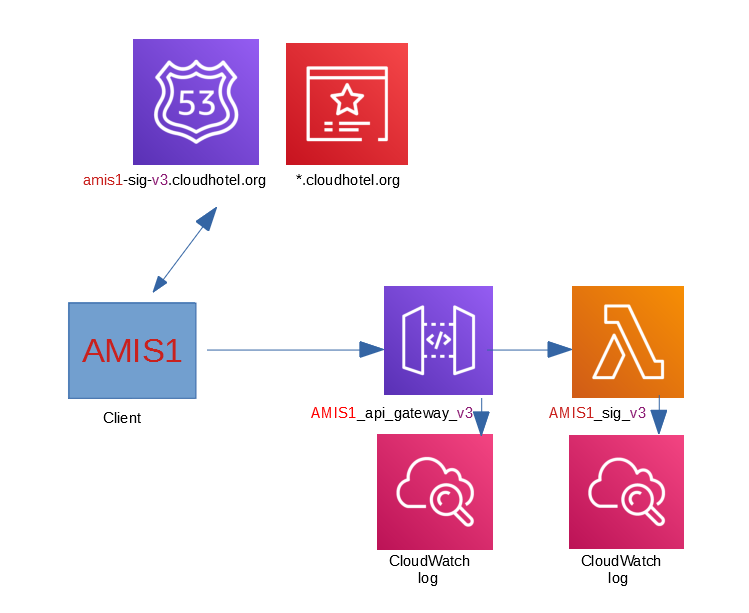 53
amis1-sig-v3.cloudhotel.org
*.cloudhotel.org
AMIS1
Client
</>
AMIS1_api_gateway_v3
AMIS1_sig_v3
CloudWatch
log
CloudWatch
log